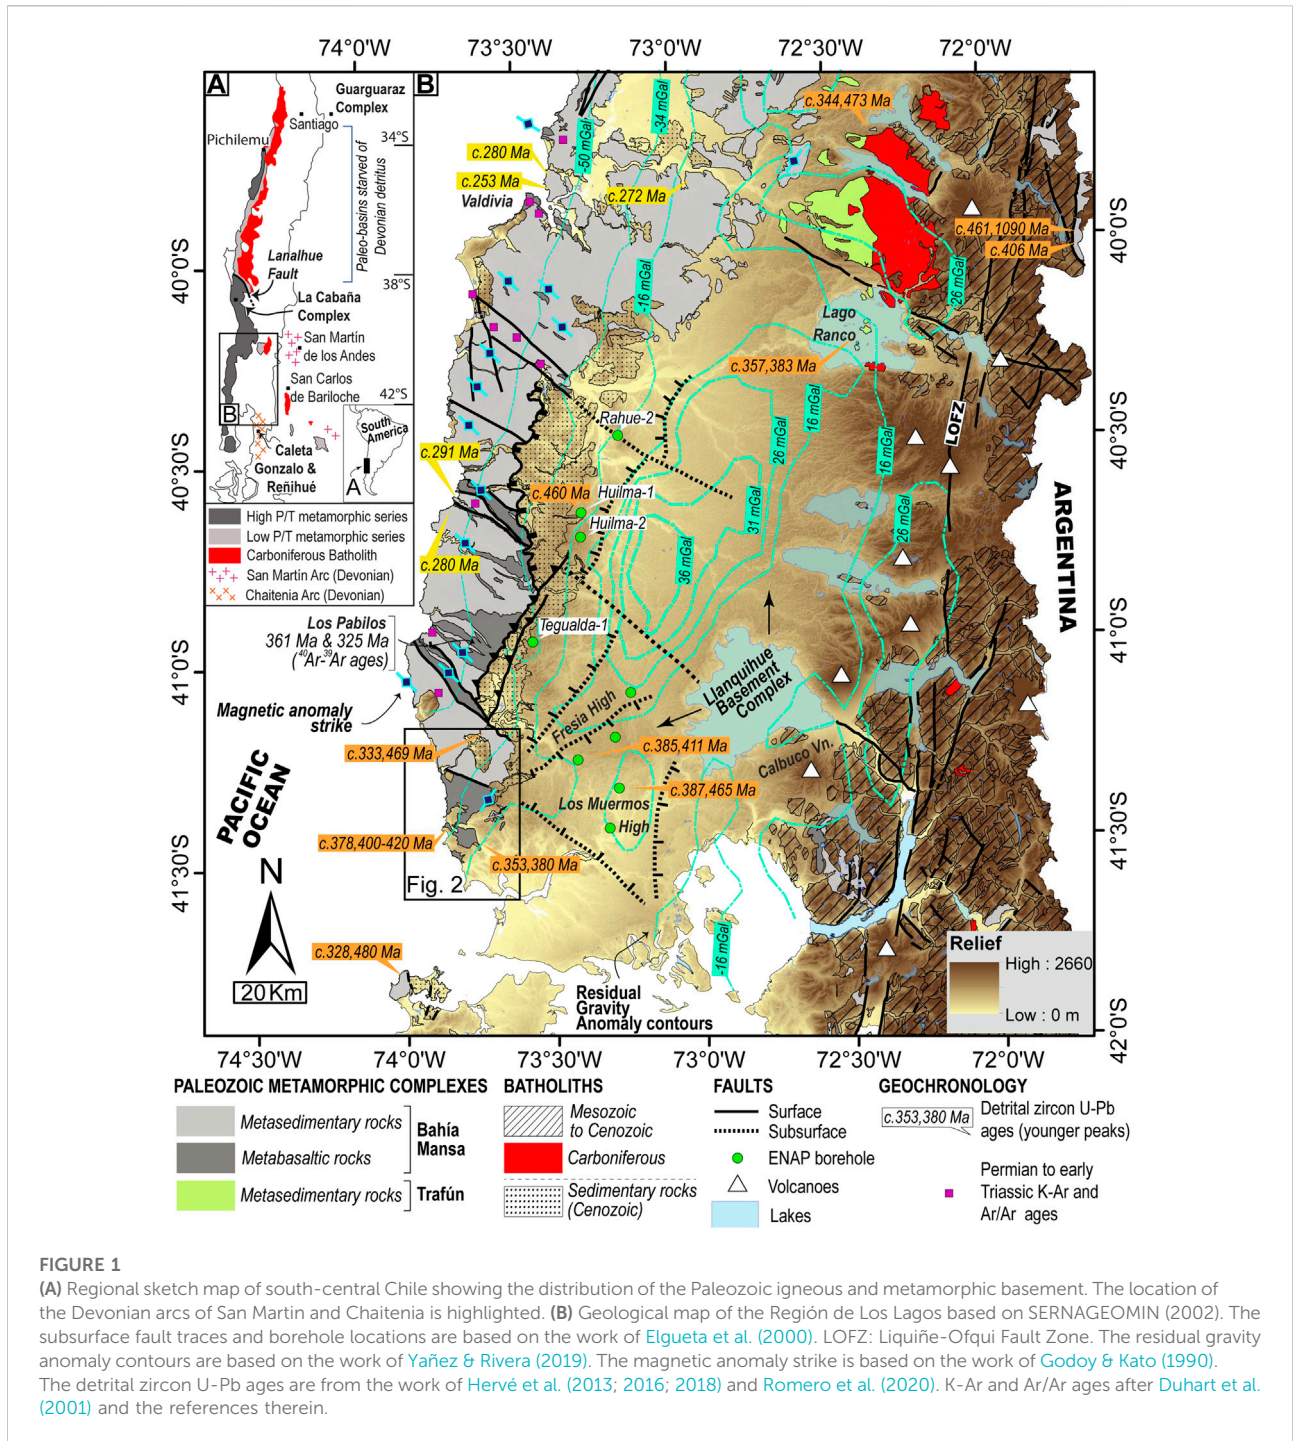 74°0'W
73°30'W
73°0'W
72°30'W
72°0'W
A
Guarguaraz
Complex
Santiago
Pichilemu
34°S
Paleo-basins starved of
Devonian detritus
Lanalhue
Fault
38°S
La Cabaña
Complex
San Martín
de los Andes
San Carlos
de Bariloche
42°S
B
South
America
A
Caleta
Gonzalo &
Reñihué
High P/T metamorphic series
Low P/T metamorphic series
Carboniferous Batholith
San Martin Arc (Devonian)
Chaitenia Arc (Devonian)
40°0'S
40°30'S
41°0'S
41°30'S
B
-50 mGal
-34 mGal
c.344,473 Ma
c.280 Ma
c.253 Ma
c.272 Ma
Valdivia
c.461,1090 Ma
c.406 Ma
40°0'S
-16 mGal
26 mGal
Lago
Ranco
c.357,383 Ma
16 mGal
26 mGal
16 mGal
LOFZ
Rahue-2
40°30'S
c.291 Ma
c.460 Ma
Huilma-1
Huilma-2
31 mGal
26 mGal
36 mGal
ARGENTINA
c.280 Ma
Los Pabilos
361 Ma & 325 Ma
(⁴⁰Ar-³⁹Ar ages)
Tegualda-1
41°0'S
Llanquihue
Basement
Complex
Magnetic anomaly
strike
Fresia High
c.333,469 Ma
c.385,411 Ma
Calbuco Vn.
PACIFIC
OCEAN
c.387,465 Ma
Los Muermos
High
c.378,400-420 Ma
c.353,380 Ma
41°30'S
Fig. 2
N
20 Km
c.328,480 Ma
-16 mGal
Residual
Gravity
Anomaly contours
Relief
High : 2660
Low : 0 m
42°0'S
74°30'W
74°0'W
73°30'W
73°0'W
72°30'W
72°0'W
PALEOZOIC METAMORPHIC COMPLEXES
Metasedimentary rocks
Metabasaltic rocks
Bahía
Mansa
Metasedimentary rocks
Trafún
BATHOLITHS
Mesozoic
to Cenozoic
Carboniferous
Sedimentary rocks
(Cenozoic)
FAULTS
Surface
Subsurface
ENAP borehole
Volcanoes
Lakes
GEOCHRONOLOGY
c.353,380 Ma
Detrital zircon U-Pb
ages (younger peaks)
Permian to early
Triassic K-Ar and
Ar/Ar ages
FIGURE 1
(A) Regional sketch map of south-central Chile showing the distribution of the Paleozoic igneous and metamorphic basement. The location of
the Devonian arcs of San Martin and Chaitenia is highlighted. (B) Geological map of the Región de Los Lagos based on SERNAGEOMIN (2002). The
subsurface fault traces and borehole locations are based on the work of Elgueta et al. (2000). LOFZ: Liquiñe-Ofqui Fault Zone. The residual gravity
anomaly contours are based on the work of Yañez & Rivera (2019). The magnetic anomaly strike is based on the work of Godoy & Kato (1990).
The detrital zircon U-Pb ages are from the work of Hervé et al. (2013; 2016; 2018) and Romero et al. (2020). K-Ar and Ar/Ar ages after Duhart et al.
(2001) and the references therein.